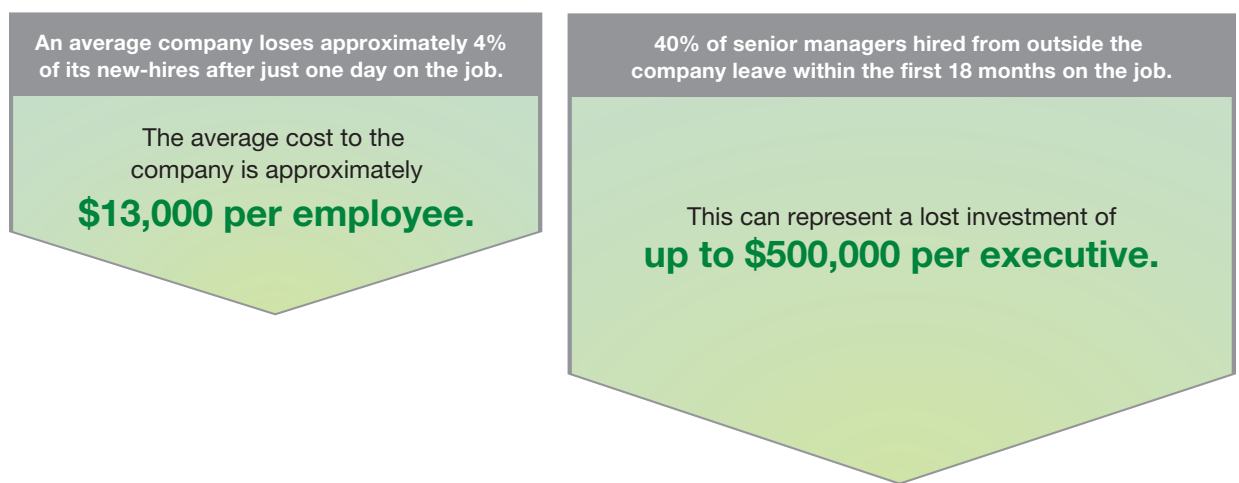 An average company loses approximately 4%
of its new-hires after just one day on the job.
The average cost to the
company is approximately
$13,000 per employee.
40% of senior managers hired from outside the
company leave within the first 18 months on the job.
This can represent a lost investment of
up to $500,000 per executive.